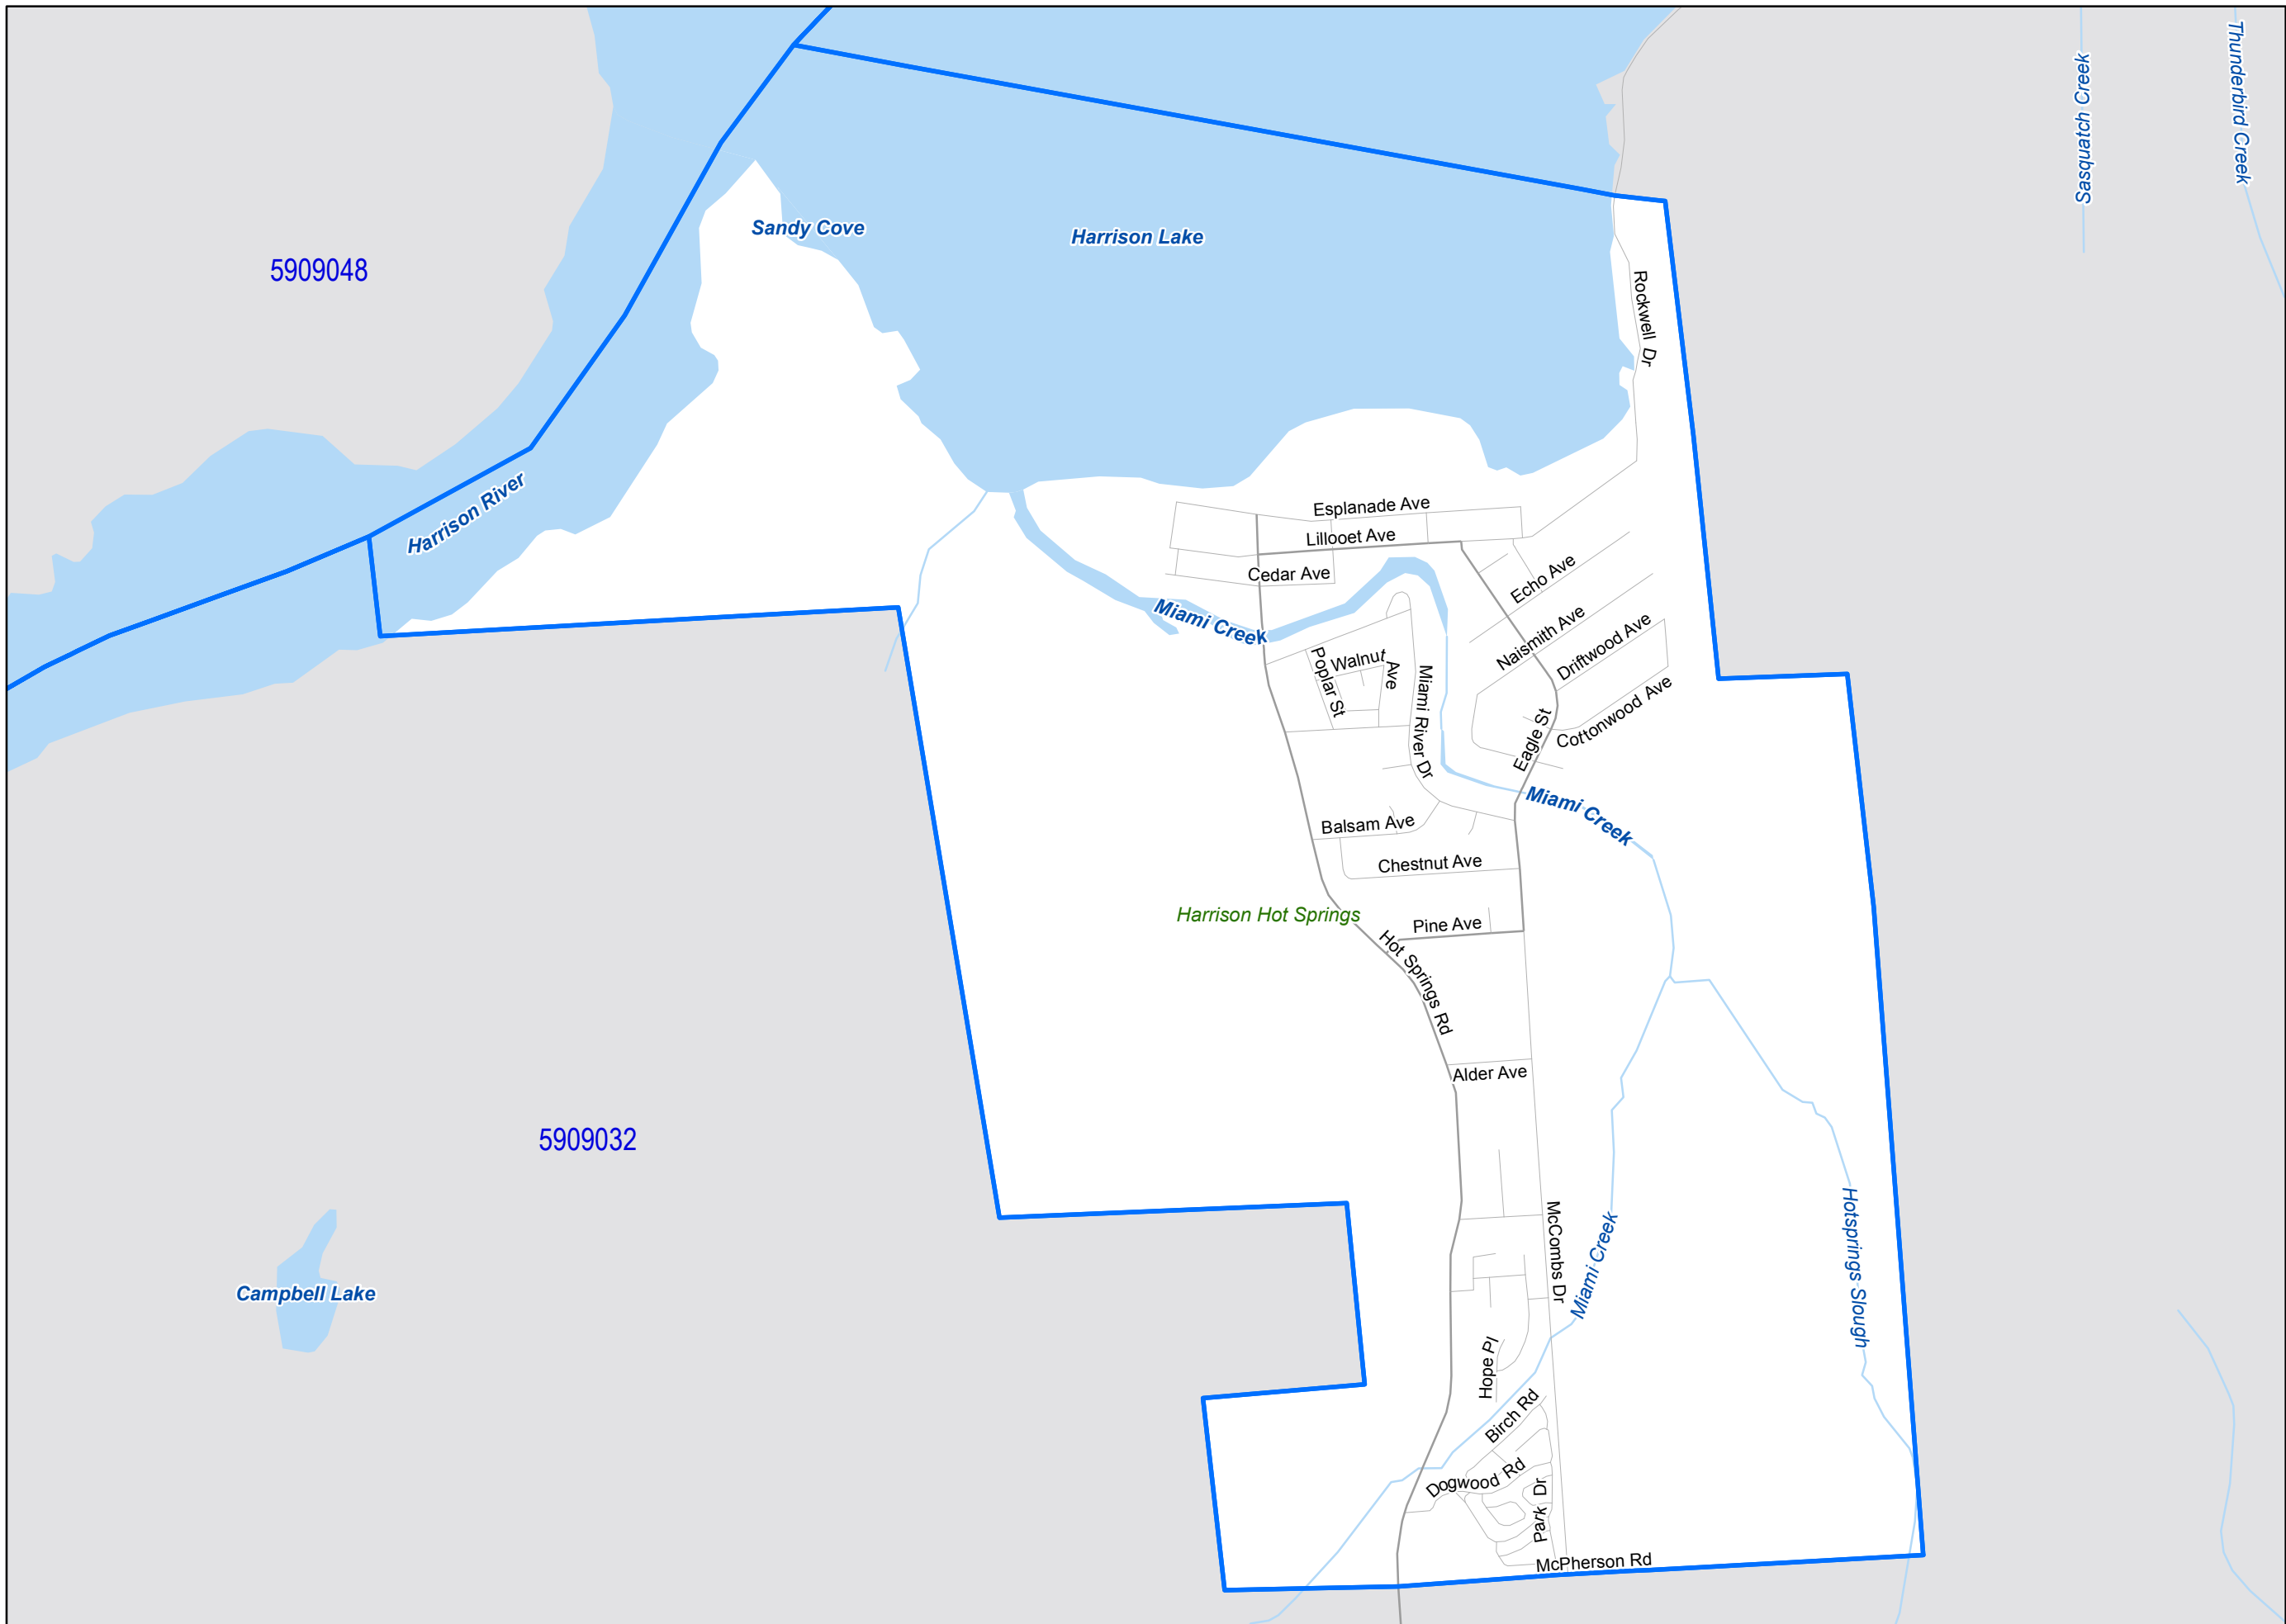 Thunderbird Creek
Sasquatch Creek
Sandy Cove
Harrison Lake
5909048
Rockwell Dr
Harrison River
Esplanade Ave
Lillooet Ave
Cedar Ave
Echo Ave
Miami Creek
Naismith Ave
Driftwood Ave
Walnut Ave
Poplar St
Miami River Dr
Cottonwood Ave
Eagle St
Miami Creek
Balsam Ave
Chestnut Ave
Harrison Hot Springs
Pine Ave
Hot Springs Rd
Alder Ave
5909032
McCombs Dr
Miami Creek
Hotsprings Slough
Campbell Lake
Hope Pl
Birch Rd
Dogwood Rd
Park Dr
McPherson Rd